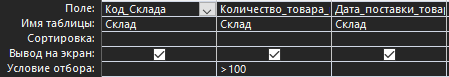 Поле: Код_Склада Количество_товара_ Дата_поставки_това
Имя таблицы: Склад Склад Склад
Сортировка:
Вывод на экран:
Условие отбора: >100